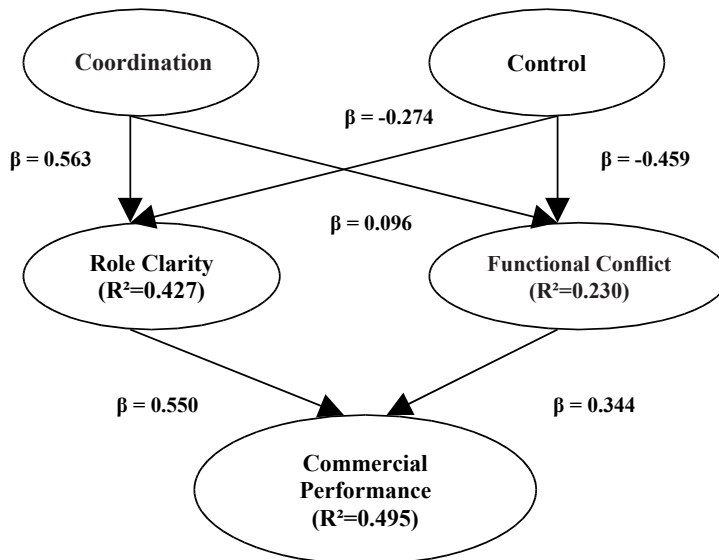 Coordination
Control
β = -0.274
β = 0.563
β = -0.459
β = 0.096
Role Clarity
(R²=0.427)
Functional Conflict
(R²=0.230)
β = 0.550
β = 0.344
Commercial
Performance
(R²=0.495)